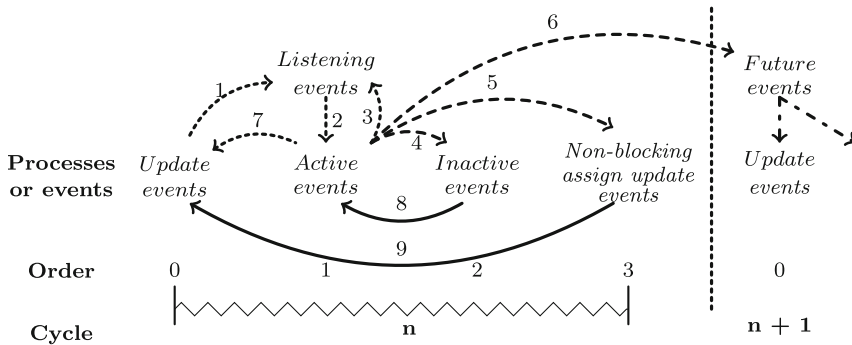 6
Listening
events
Future
events
1
2
3
4
5
7
Processes
or events
Update
events
Active
events
Inactive
events
Non-blocking
assign update
events
Update
events
8
9
Order
0
1
2
3
0
Cycle
n
n + 1